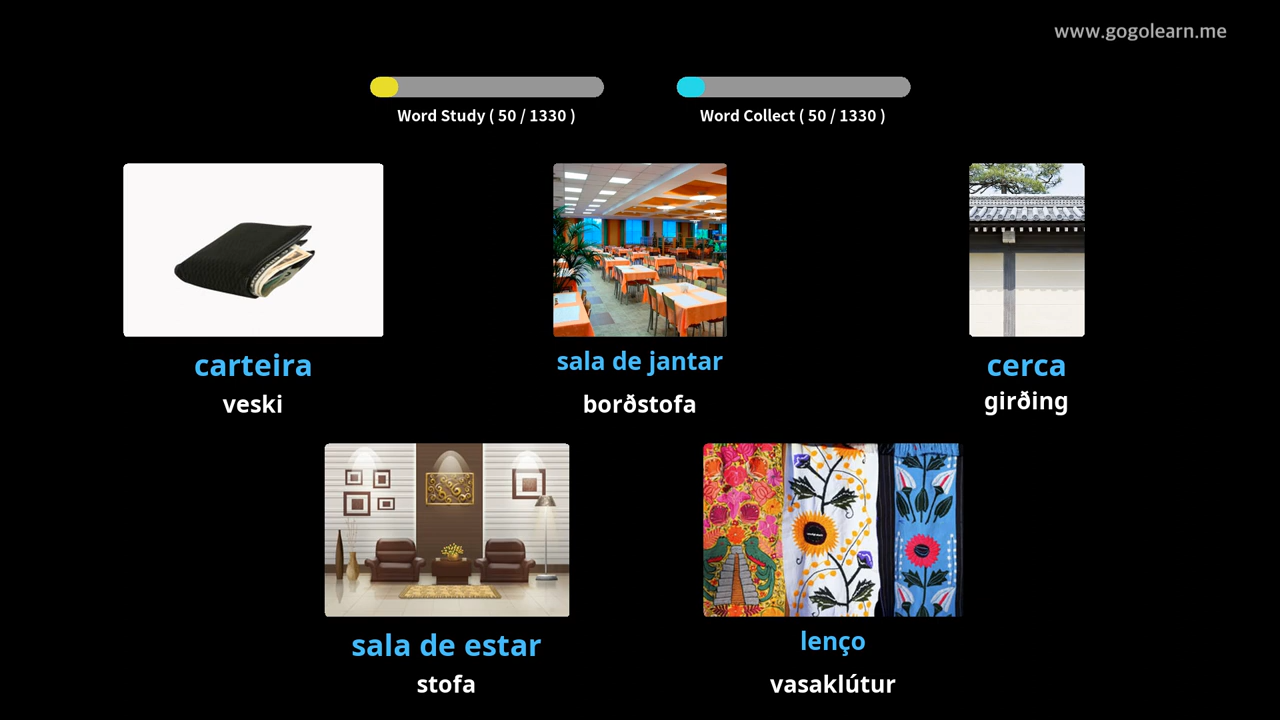 www.gogolearn.me
Word Study ( 50 / 1330 )
Word Collect ( 50 / 1330 )
carteira
veski
sala de jantar
borðstofa
cerca
girðing
sala de estar
stofa
lenço
vasaklútur